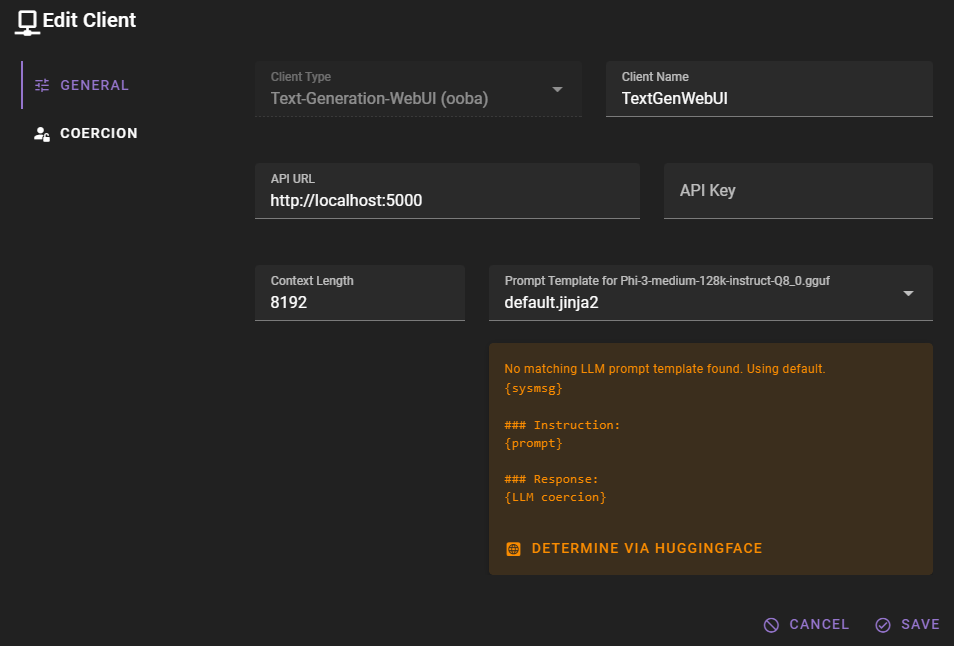 Edit Client
GENERAL
COERCION
Client Type
Text-Generation-WebUI (ooba)
Client Name
TextGenWebUI
API URL
http://localhost:5000
API Key
Context Length
8192
Prompt Template for Phi-3-medium-128k-instruct-Q8_0.gguf
default.jinja2
No matching LLM prompt template found. Using default.
{sysmsg}
### Instruction:
{prompt}
### Response:
{LLM coercion}
DETERMINE VIA HUGGINGFACE
CANCEL
SAVE